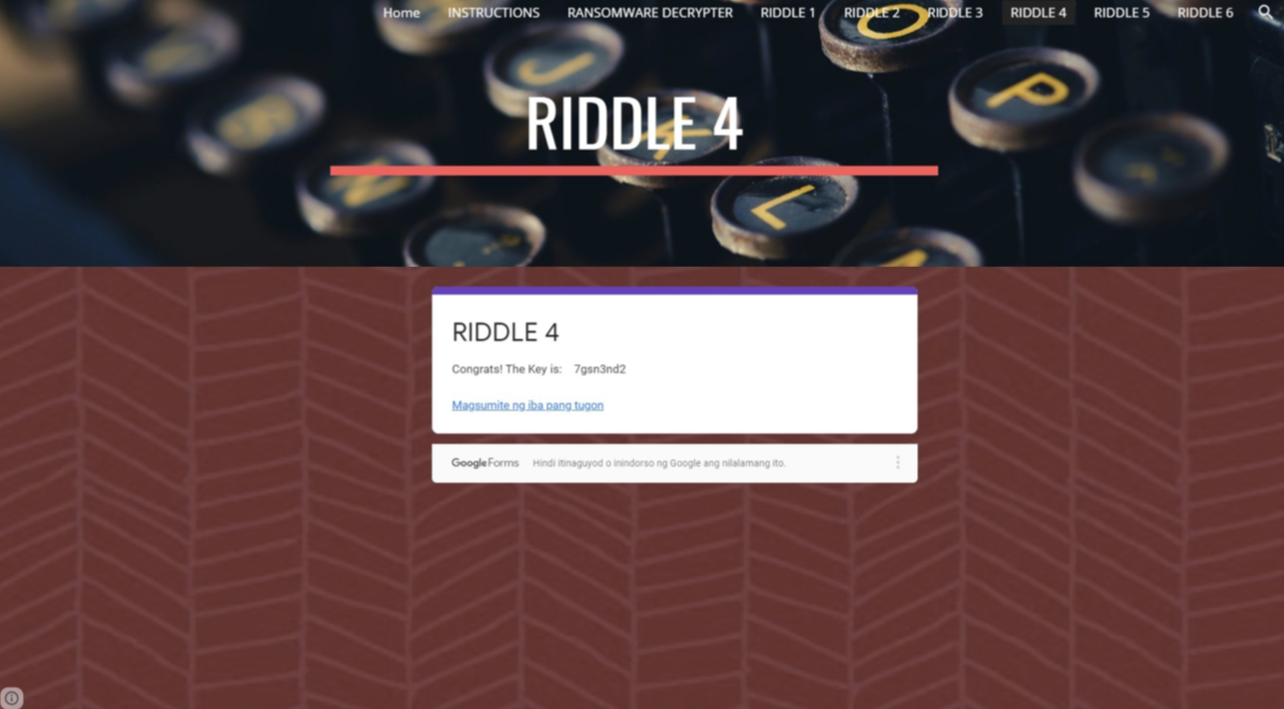 Home INSTRUCTIONS RANSOMWARE DECRYPTER RIDDLE 1 RIDDLE 2 RIDDLE 3 RIDDLE 4 RIDDLE 5 RIDDLE 6
J
O
P
RIDDLE 4
K
N
L
RIDDLE 4
Congrats! The Key is: 7gsn3nd2
Magsumite ng iba pang tugon
Google Forms Hindi itinaguyod o inindorso ng Google ang nilalamang ito.